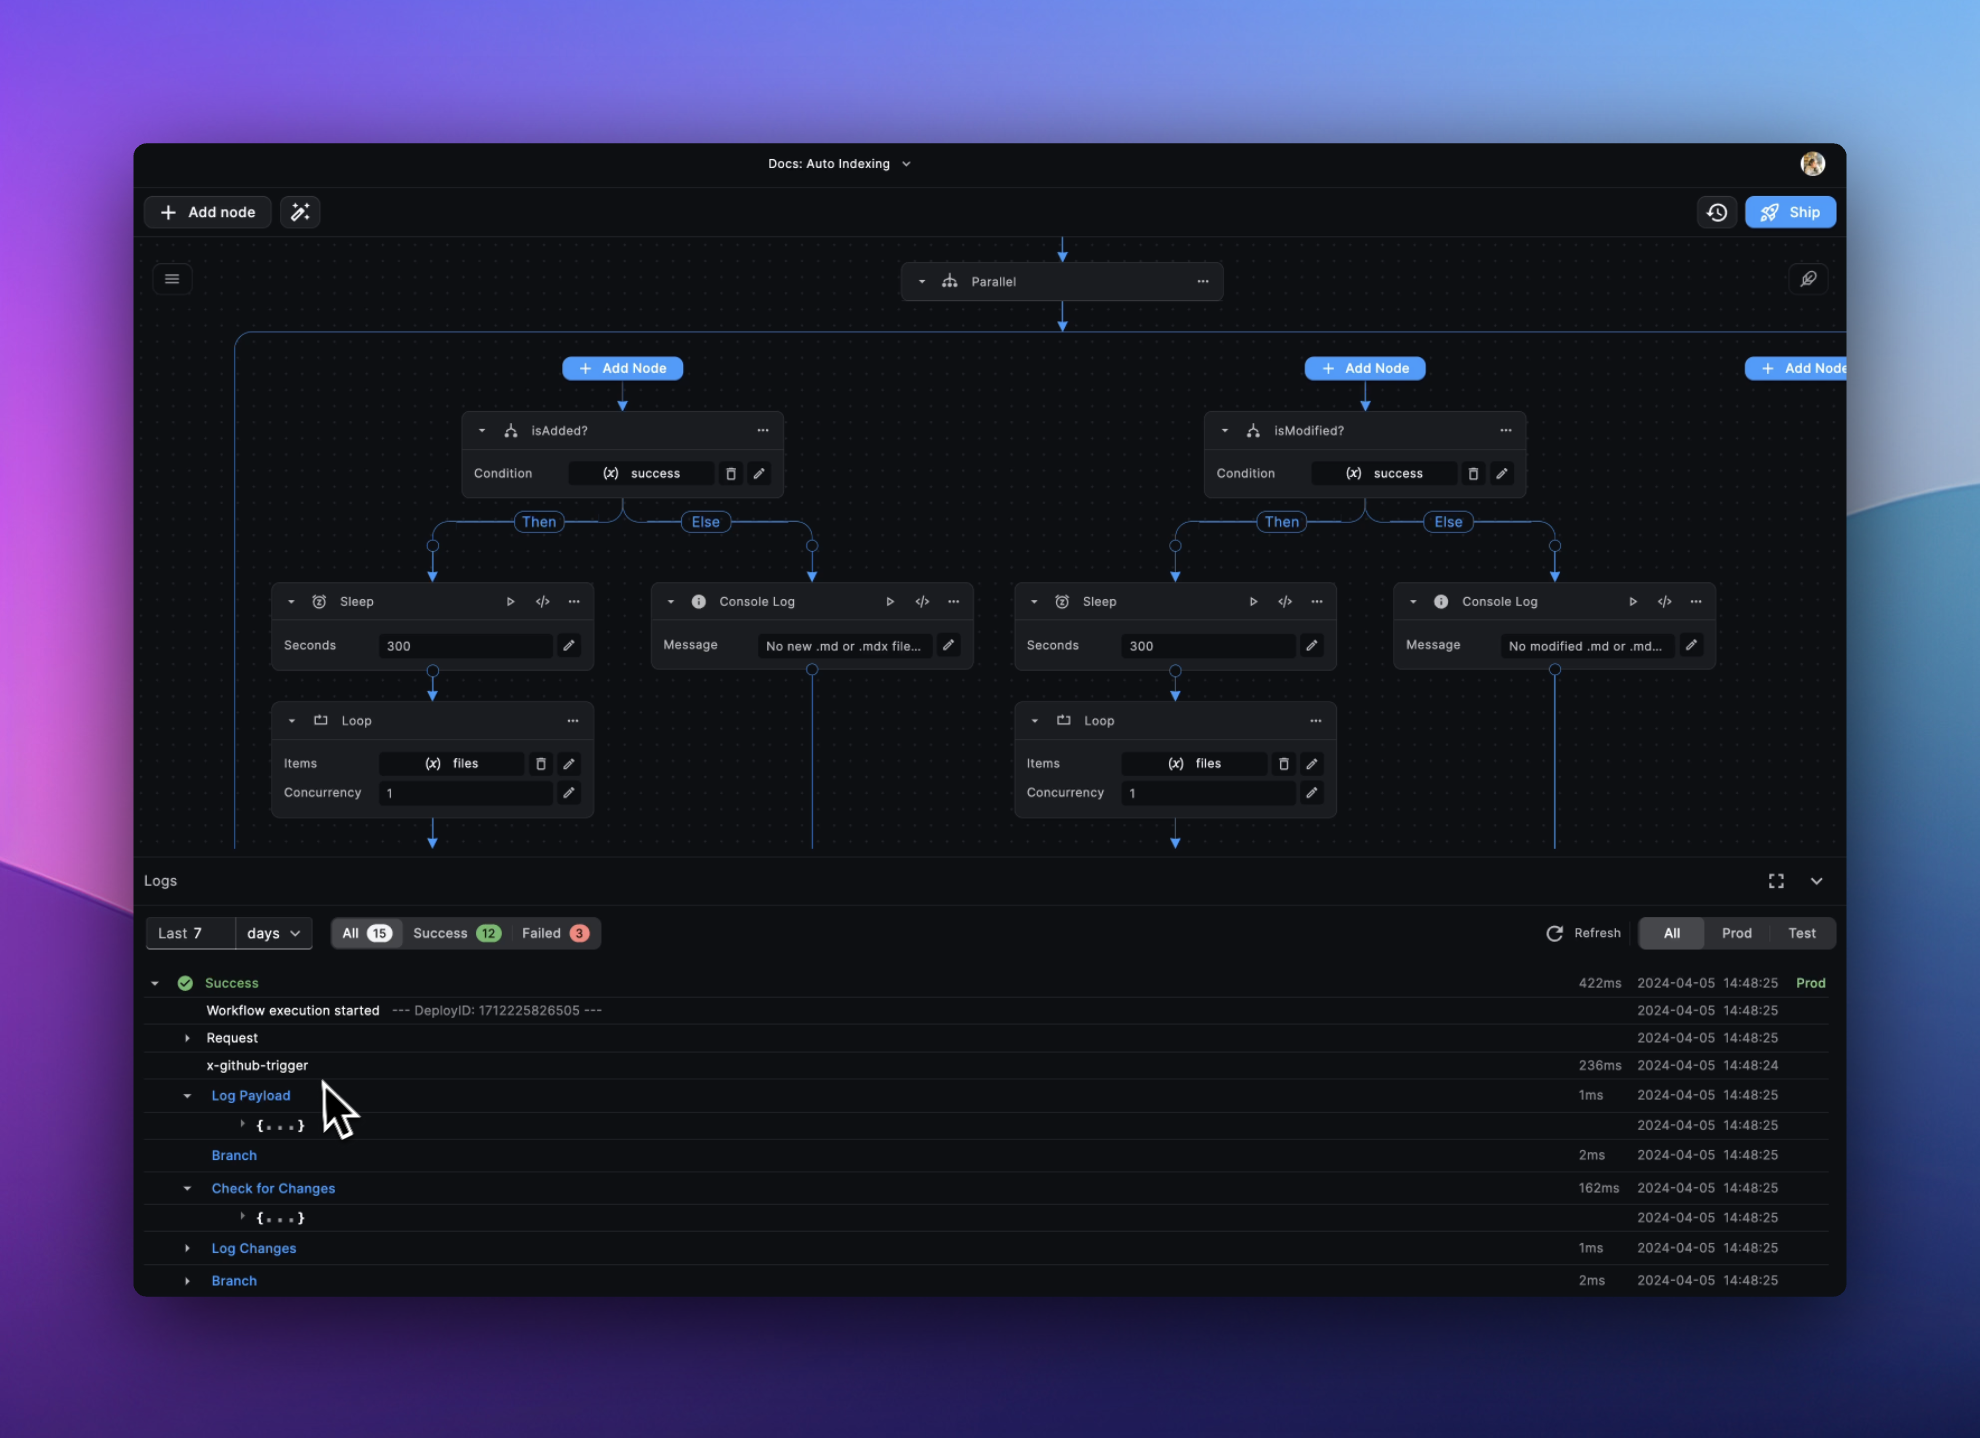 Docs: Auto Indexing
Add node
Ship
Parallel
Add Node
Add Node
Add Node
isAdded?
isModified?
Condition (x) success
Condition (x) success
Then Else
Then Else
Sleep
Console Log
Sleep
Console Log
Seconds 300
Message No new .md or .mdx file...
Seconds 300
Message No modified .md or .md...
Loop
Loop
Items (x) files
Items (x) files
Concurrency 1
Concurrency 1
Logs
Last 7 days All 15 Success 12 Failed 3 Refresh All Prod Test
Success 422ms 2024-04-05 14:48:25 Prod
Workflow execution started --- DeployID: 1712225826505 --- 2024-04-05 14:48:25
Request 2024-04-05 14:48:25
x-github-trigger 236ms 2024-04-05 14:48:24
Log Payload 1ms 2024-04-05 14:48:25
{...} 2024-04-05 14:48:25
Branch 2ms 2024-04-05 14:48:25
Check for Changes 162ms 2024-04-05 14:48:25
{...} 2024-04-05 14:48:25
Log Changes 1ms 2024-04-05 14:48:25
Branch 2ms 2024-04-05 14:48:25